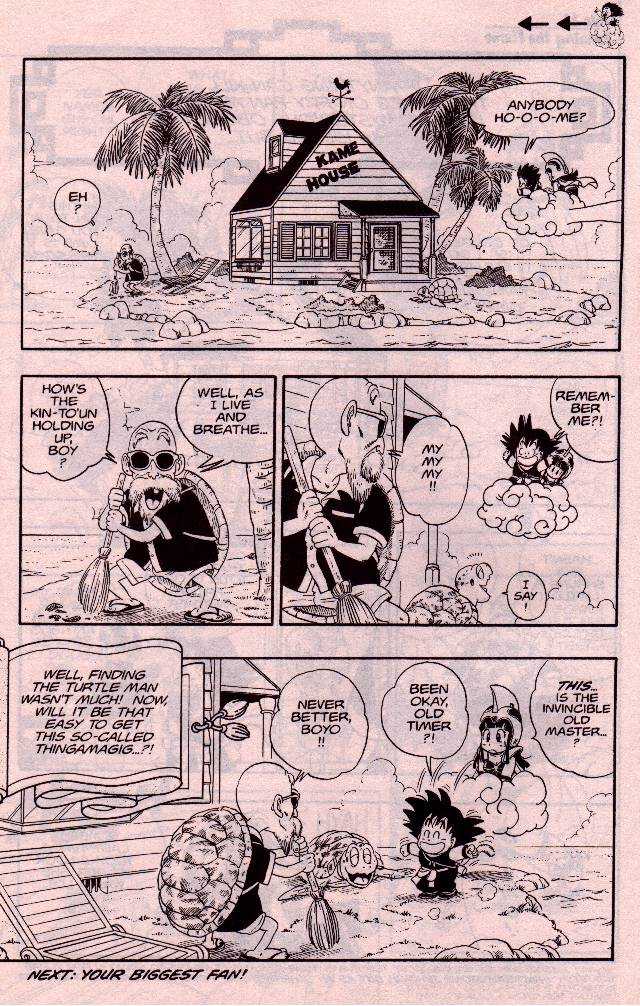 ANYBODY
HO-O-O-ME?
KAME
HOUSE
EH
?
REMEM-
BER
ME?!
MY
MY
MY
!!
I
SAY
!
WELL, AS
I LIVE
AND
BREATHE...
HOW'S
THE
KIN-TO'UN
HOLDING
UP,
BOY
?
THIS...
IS THE
INVINCIBLE
OLD
MASTER...
?
BEEN
OKAY,
OLD
TIMER
?!
NEVER
BETTER,
BOYO
!!
WELL, FINDING
THE TURTLE MAN
WASN'T MUCH! NOW,
WILL IT BE THAT
EASY TO GET
THIS SO-CALLED
THINGAMAGIG...?!
NEXT: YOUR BIGGEST FAN!